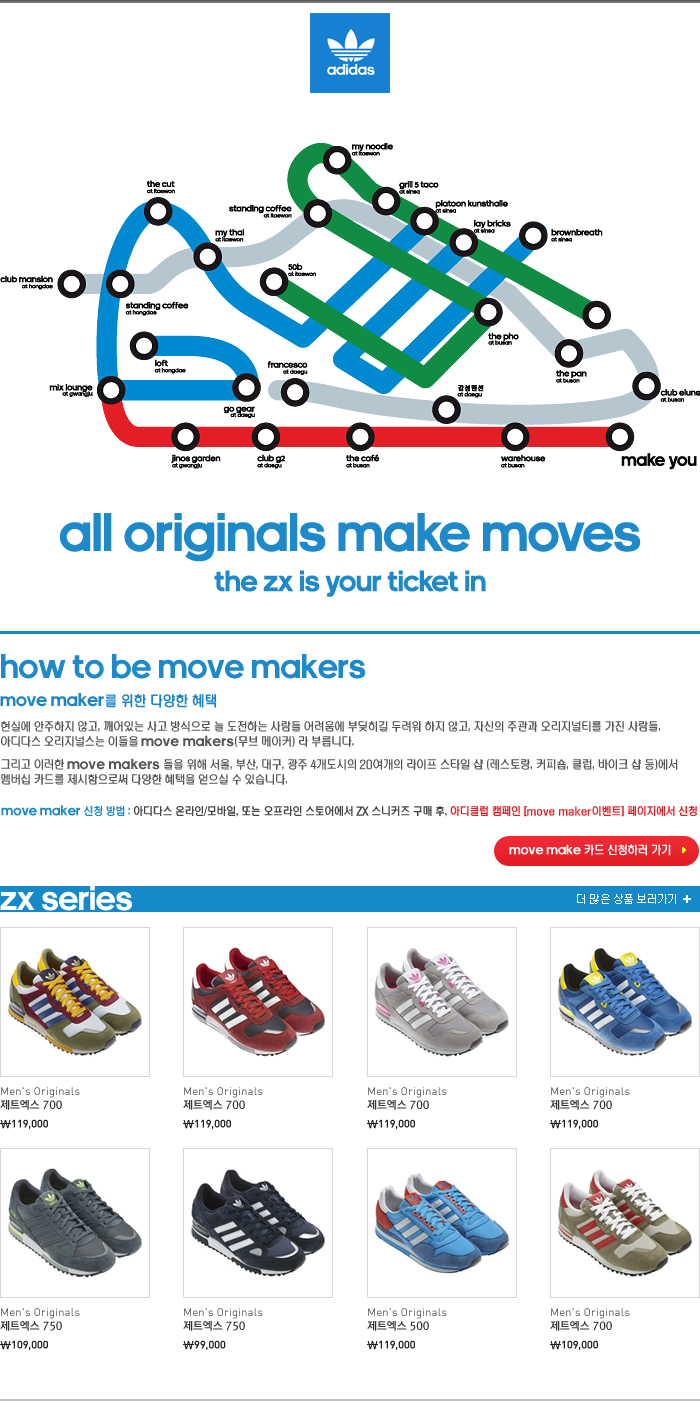 adidas
my noodle
at itaewon
the cut
at itaewon
grill 5 taco
at sinsa
platoon kunsthalle
at sinsa
standing coffee
at itaewon
lay bricks
at sinsa
my thai
at itaewon
brownbreath
at sinsa
50b
at itaewon
club mansion
at hongdae
standing coffee
at hongdae
the pho
at busan
loft
at hongdae
francesco
at daegu
the pan
at busan
mix lounge
at gwangju
감성펜션
at daegu
club elune
at busan
go gear
at daegu
jinos garden
at gwangju
club g2
at daegu
the café
at busan
warehouse
at busan
make you
all originals make moves
the zx is your ticket in
how to be move makers
move maker를 위한 다양한 혜택
현실에 안주하지 않고, 깨어있는 사고 방식으로 늘 도전하는 사람들 어려움에 부딪히길 두려워 하지 않고, 자신의 주관과 오리지널티를 가진 사람들.
아디다스 오리지널스는 이들을 move makers(무브 메이커) 라 부릅니다.
그리고 이러한 move makers 들을 위해 서울, 부산, 대구, 광주 4개도시의 20여개의 라이프 스타일 샵 (레스토랑, 커피숍, 클럽, 바이크 샵 등)에서
멤버십 카드를 제시함으로써 다양한 혜택을 얻으실 수 있습니다.
move maker 신청 방법 : 아디다스 온라인/모바일, 또는 오프라인 스토어에서 ZX 스니커즈 구매 후, 아디클럽 캠페인 [move maker이벤트] 페이지에서 신청
move make 카드 신청하러 가기
zx series
더 많은 상품 보러가기 +
Men's Originals
제트엑스 700
₩119,000
Men's Originals
제트엑스 700
₩119,000
Men's Originals
제트엑스 700
₩119,000
Men's Originals
제트엑스 700
₩119,000
Men's Originals
제트엑스 750
₩109,000
Men's Originals
제트엑스 750
₩99,000
Men's Originals
제트엑스 500
₩119,000
Men's Originals
제트엑스 700
₩109,000